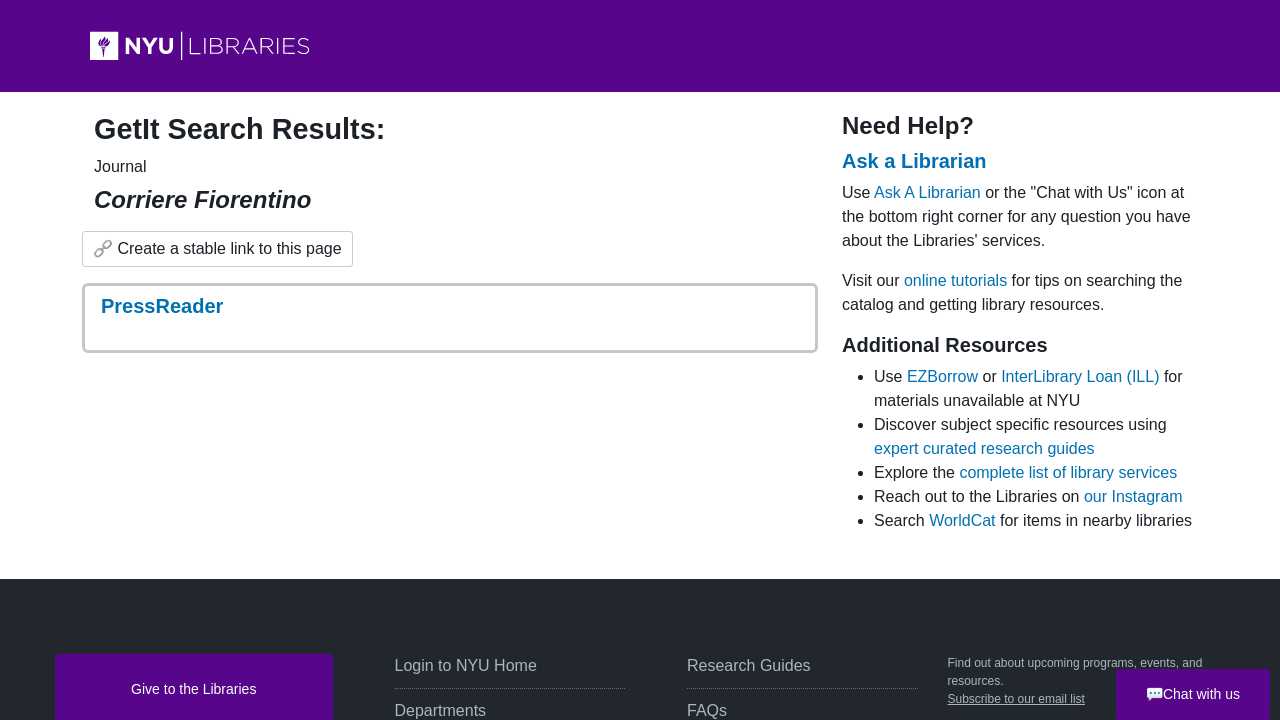 NYU LIBRARIES
GetIt Search Results:
Journal
Corriere Fiorentino
Create a stable link to this page
PressReader
Need Help?
Ask a Librarian
Use Ask A Librarian or the "Chat with Us" icon at
the bottom right corner for any question you have
about the Libraries' services.
Visit our online tutorials for tips on searching the
catalog and getting library resources.
Additional Resources
Use EZBorrow or InterLibrary Loan (ILL) for
materials unavailable at NYU
Discover subject specific resources using
expert curated research guides
Explore the complete list of library services
Reach out to the Libraries on our Instagram
Search WorldCat for items in nearby libraries
Give to the Libraries
Login to NYU Home
Departments
Research Guides
FAQs
Find out about upcoming programs, events, and
resources.
Subscribe to our email list
Chat with us